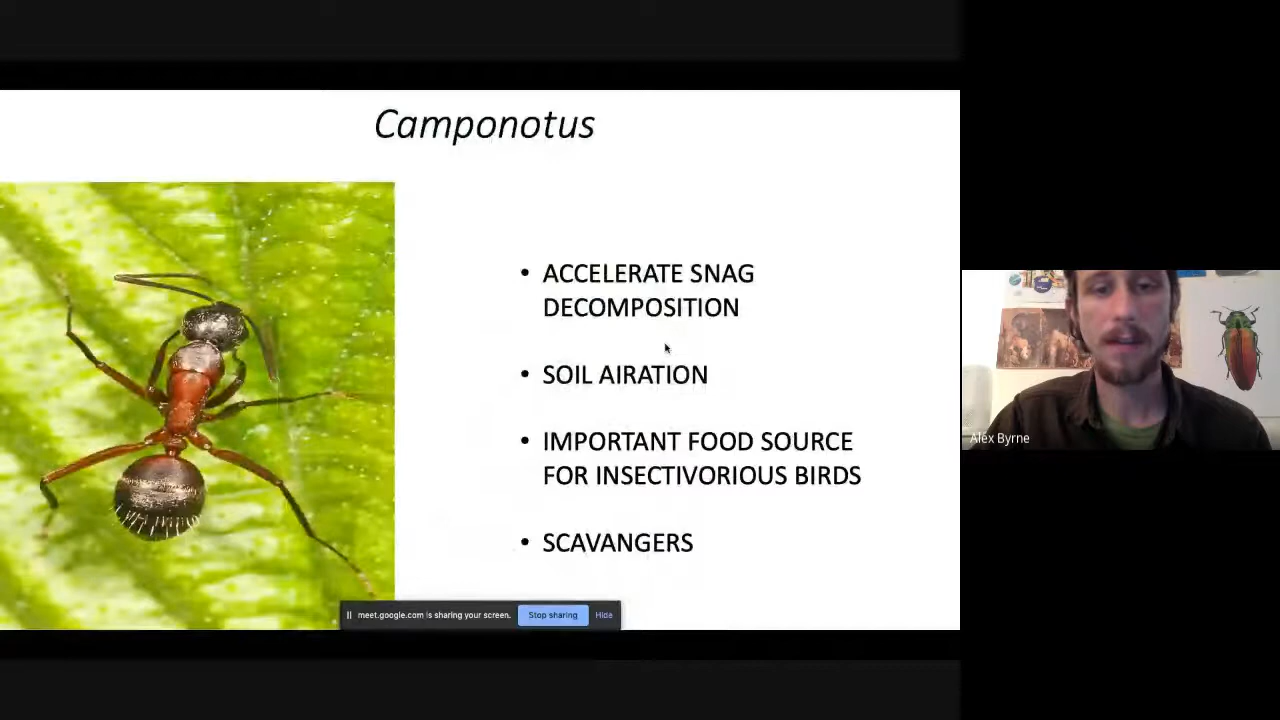 Camponotus
• ACCELERATE SNAG
DECOMPOSITION
• SOIL AIRATION
• IMPORTANT FOOD SOURCE
FOR INSECTIVORIOUS BIRDS
• SCAVANGERS
meet.google.com is sharing your screen. Stop sharing Hide
Alex Byrne